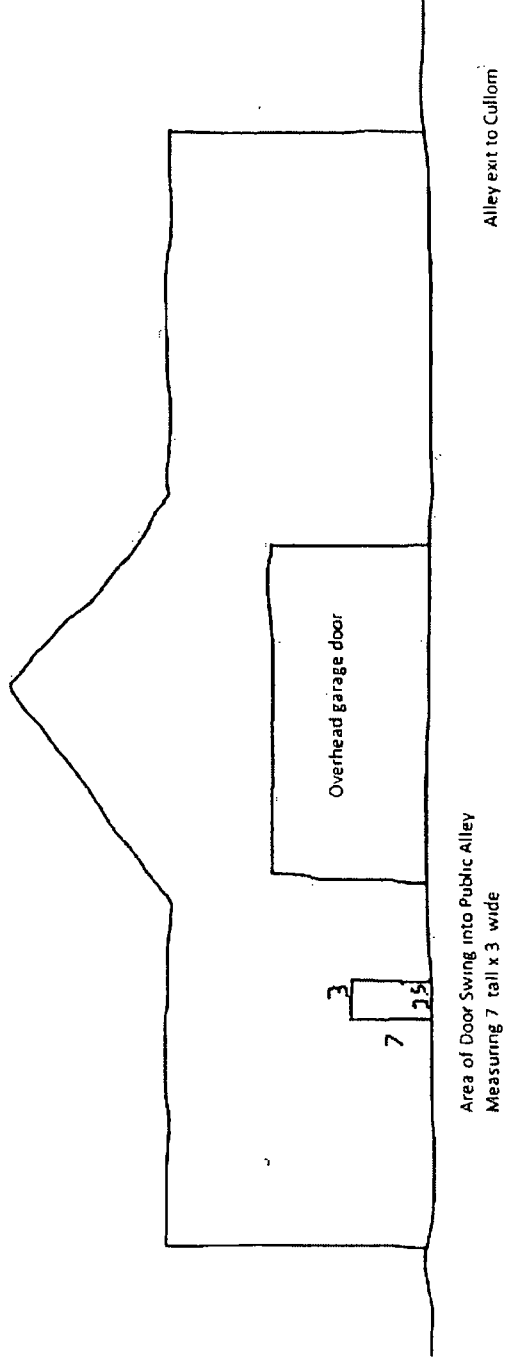 Overhead garage door
3
7
2.5
Area of Door Swing into Public Alley
Measuring 7 tall x 3 wide
Alley exit to Cullom